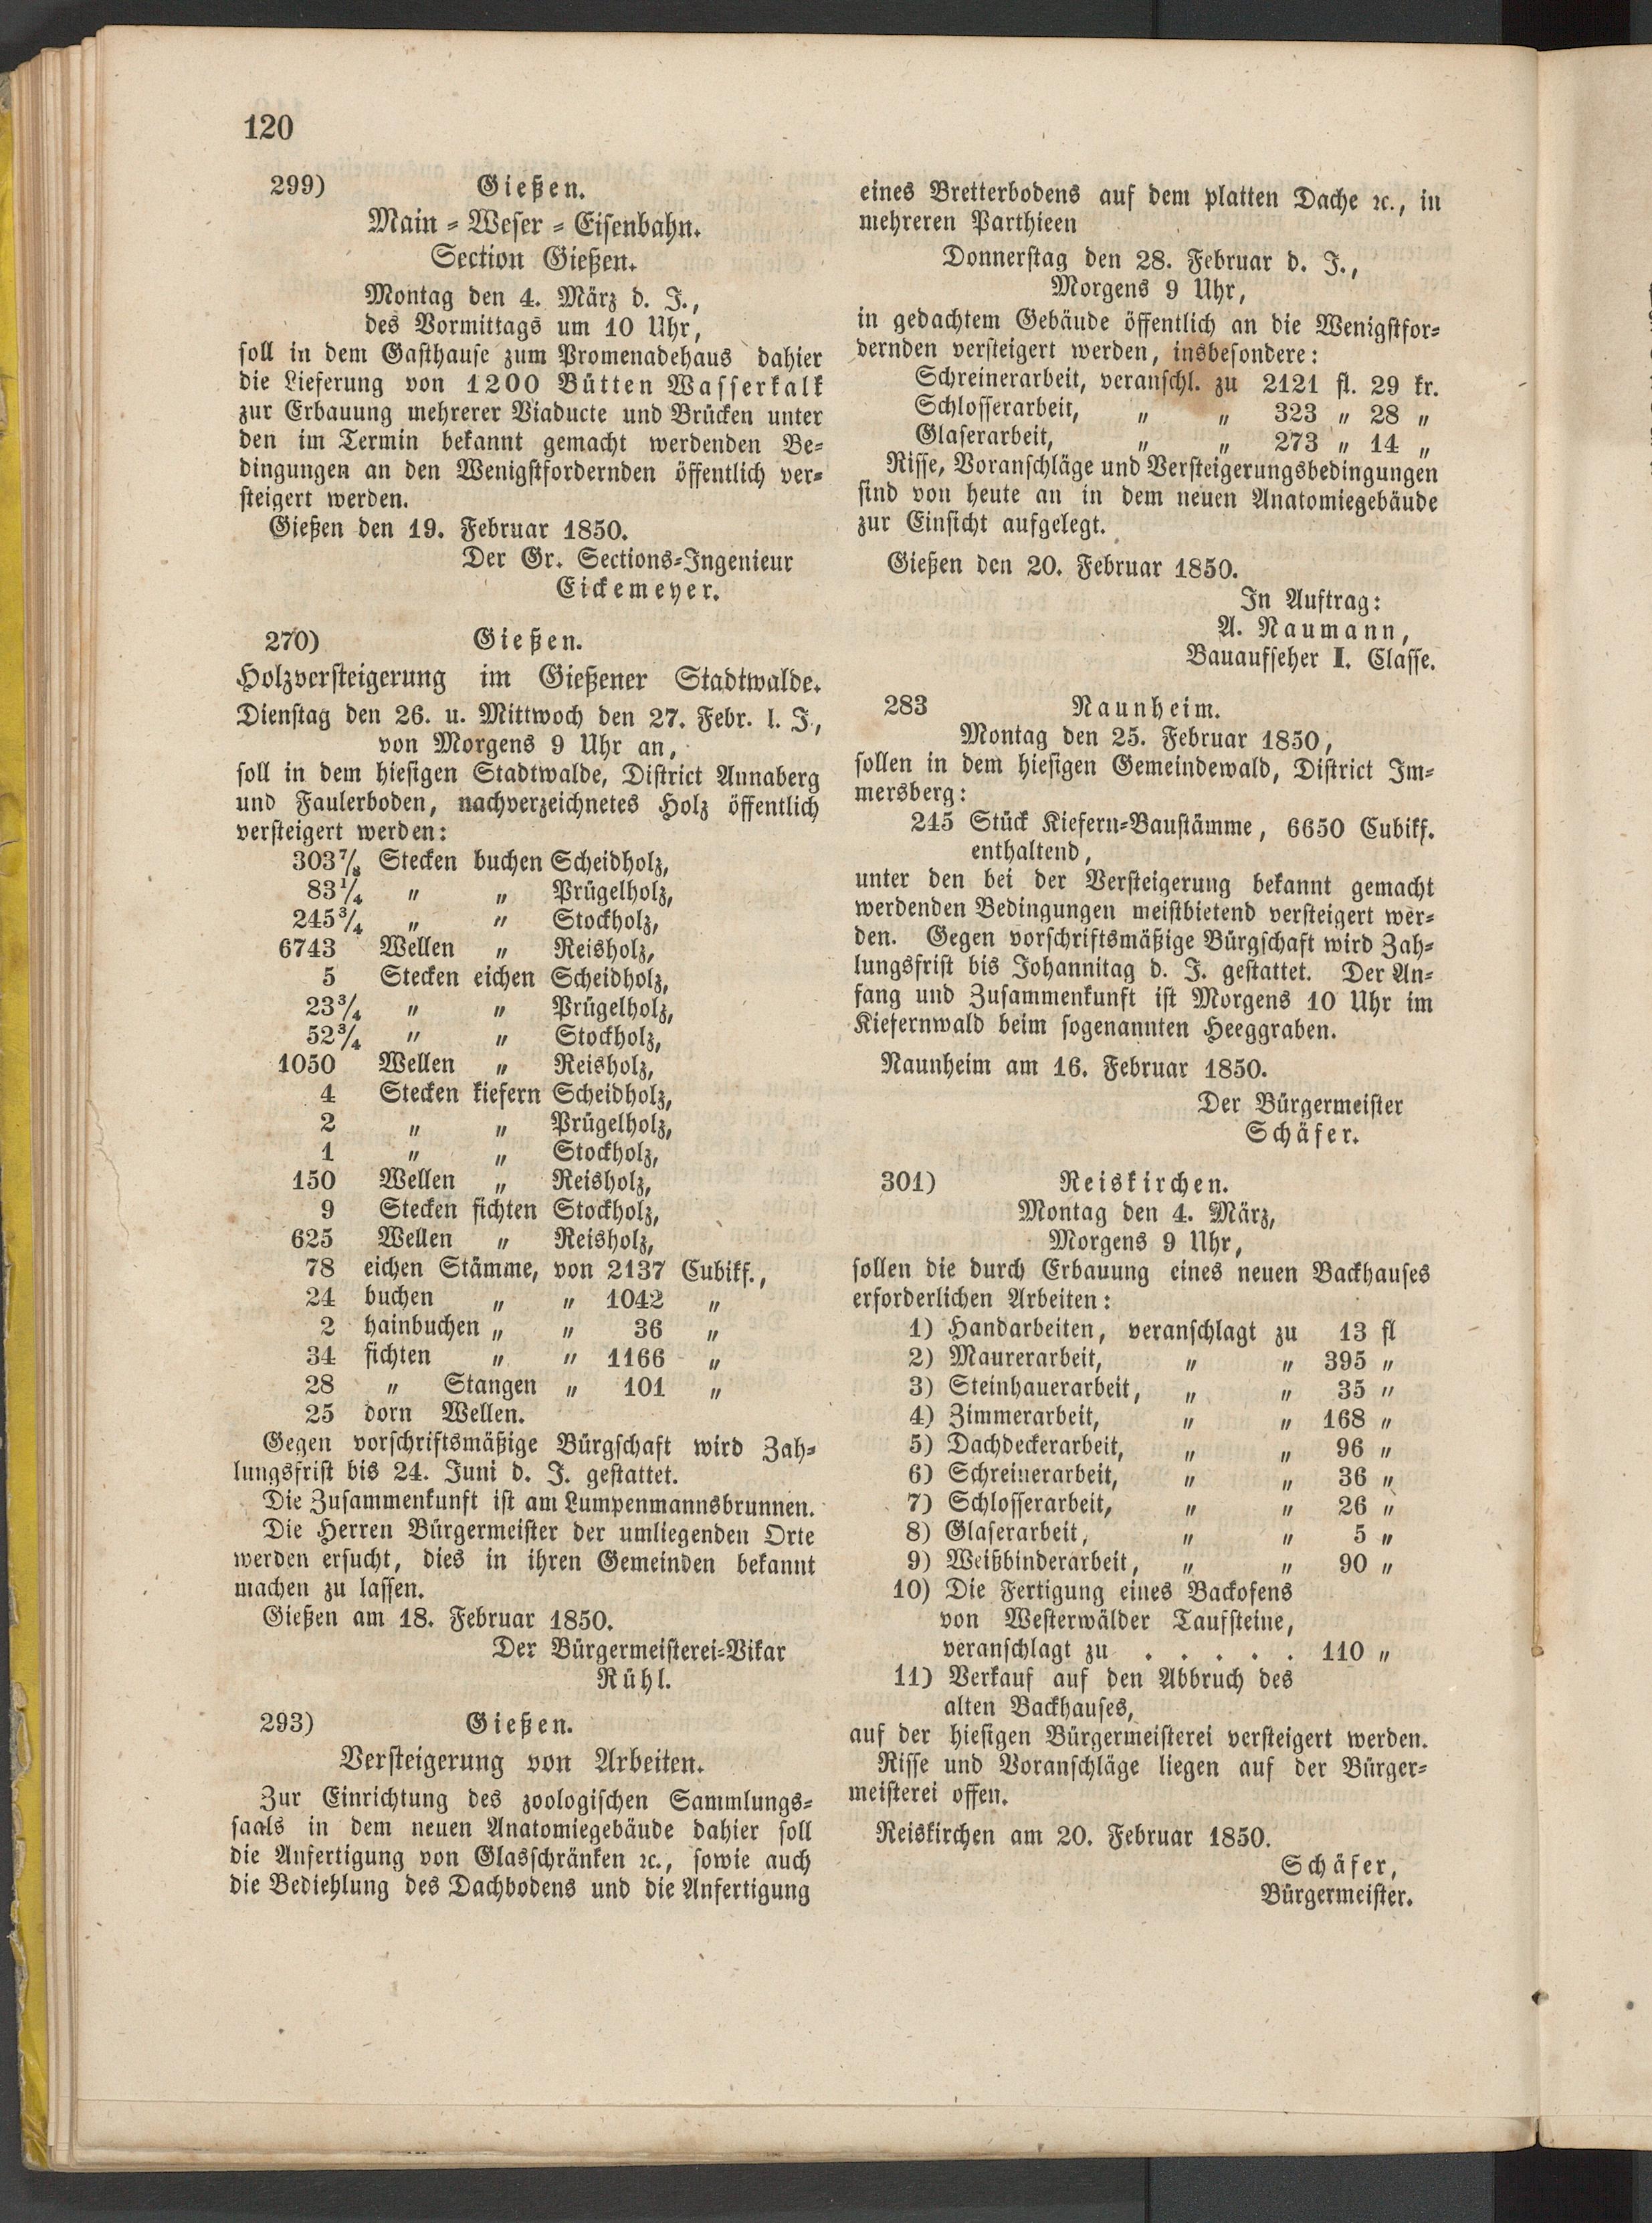 120
299) Gießen.
Main-Weser-Eisenbahn.
Section Gießen.
Montag den 4. März d. J.,
des Vormittags um 10 Uhr,
soll in dem Gasthause zum Promenadehaus dahier
die Lieferung von 1200 Bütten Wasserkalk
zur Erbauung mehrerer Viaducte und Brücken unter
den im Termin bekannt gemacht werdenden Be-
dingungen an den Wenigstfordernden öffentlich ver-
steigert werden.
Gießen den 19. Februar 1850.
Der Gr. Sections-Ingenieur
Eickemeyer.
270) Gießen.
Holzversteigerung im Gießener Stadtwalde.
Dienstag den 26. u. Mittwoch den 27. Febr. l. J.,
von Morgens 9 Uhr an,
soll in dem hiesigen Stadtwalde, District Annaberg
und Faulerboden, nachverzeichnetes Holz öffentlich
versteigert werden:
303 7/8 Stecken buchen Scheidholz,
83 1/4 " " Prügelholz,
245 3/4 " " Stockholz,
6743 Wellen " Reisholz,
5 Stecken eichen Scheidholz,
23 3/4 " " Prügelholz,
52 3/4 " " Stockholz,
1050 Wellen " Reisholz,
4 Stecken kiefern Scheidholz,
2 " " Prügelholz,
1 " " Stockholz,
150 Wellen " Reisholz,
9 Stecken fichten Stockholz,
625 Wellen " Reisholz,
78 eichen Stämme, von 2137 Cubikf.,
24 buchen " " 1042 "
2 hainbuchen " " 36 "
34 fichten " " 1166 "
28 " Stangen " 101 "
25 dorn Wellen.
Gegen vorschriftsmäßige Bürgschaft wird Zah-
lungsfrist bis 24. Juni d. J. gestattet.
Die Zusammenkunft ist am Lumpenmannsbrunnen.
Die Herren Bürgermeister der umliegenden Orte
werden ersucht, dies in ihren Gemeinden bekannt
machen zu lassen.
Gießen am 18. Februar 1850.
Der Bürgermeisterei-Vikar
Rühl.
293) Gießen.
Versteigerung von Arbeiten.
Zur Einrichtung des zoologischen Sammlungs-
saals in dem neuen Anatomiegebäude dahier soll
die Anfertigung von Glasschränken ꝛc., sowie auch
die Bediehlung des Dachbodens und die Anfertigung
eines Bretterbodens auf dem platten Dache ꝛc., in
mehreren Parthieen
Donnerstag den 28. Februar d. J.,
Morgens 9 Uhr,
in gedachtem Gebäude öffentlich an die Wenigstfor-
dernden versteigert werden, insbesondere:
Schreinerarbeit, veranschl. zu 2121 fl. 29 kr.
Schlosserarbeit, " " 323 " 28 "
Glaserarbeit, " " 273 " 14 "
Risse, Voranschläge und Versteigerungsbedingungen
sind von heute an in dem neuen Anatomiegebäude
zur Einsicht aufgelegt.
Gießen den 20. Februar 1850.
In Auftrag:
A. Naumann,
Bauaufseher I. Classe.
283 Naunheim.
Montag den 25. Februar 1850,
sollen in dem hiesigen Gemeindewald, District Im-
mersberg:
245 Stück Kiefern-Baustämme, 6650 Cubikf.
enthaltend,
unter den bei der Versteigerung bekannt gemacht
werdenden Bedingungen meistbietend versteigert wer-
den. Gegen vorschriftsmäßige Bürgschaft wird Zah-
lungsfrist bis Johannitag d. J. gestattet. Der An-
fang und Zusammenkunft ist Morgens 10 Uhr im
Kiefernwald beim sogenannten Heeggraben.
Naunheim am 16. Februar 1850.
Der Bürgermeister
Schäfer.
301) Reiskirchen.
Montag den 4. März,
Morgens 9 Uhr,
sollen die durch Erbauung eines neuen Backhauses
erforderlichen Arbeiten:
1) Handarbeiten, veranschlagt zu 13 fl
2) Maurerarbeit, " " 395 "
3) Steinhauerarbeit, " " 35 "
4) Zimmerarbeit, " " 168 "
5) Dachdeckerarbeit, " " 96 "
6) Schreinerarbeit, " " 36 "
7) Schlosserarbeit, " " 26 "
8) Glaserarbeit, " " 5 "
9) Weißbinderarbeit, " " 90 "
10) Die Fertigung eines Backofens
von Westerwälder Taufsteine,
veranschlagt zu . . . . . 110 "
11) Verkauf auf den Abbruch des
alten Backhauses,
auf der hiesigen Bürgermeisterei versteigert werden.
Risse und Voranschläge liegen auf der Bürger-
meisterei offen.
Reiskirchen am 20. Februar 1850.
Schäfer,
Bürgermeister.